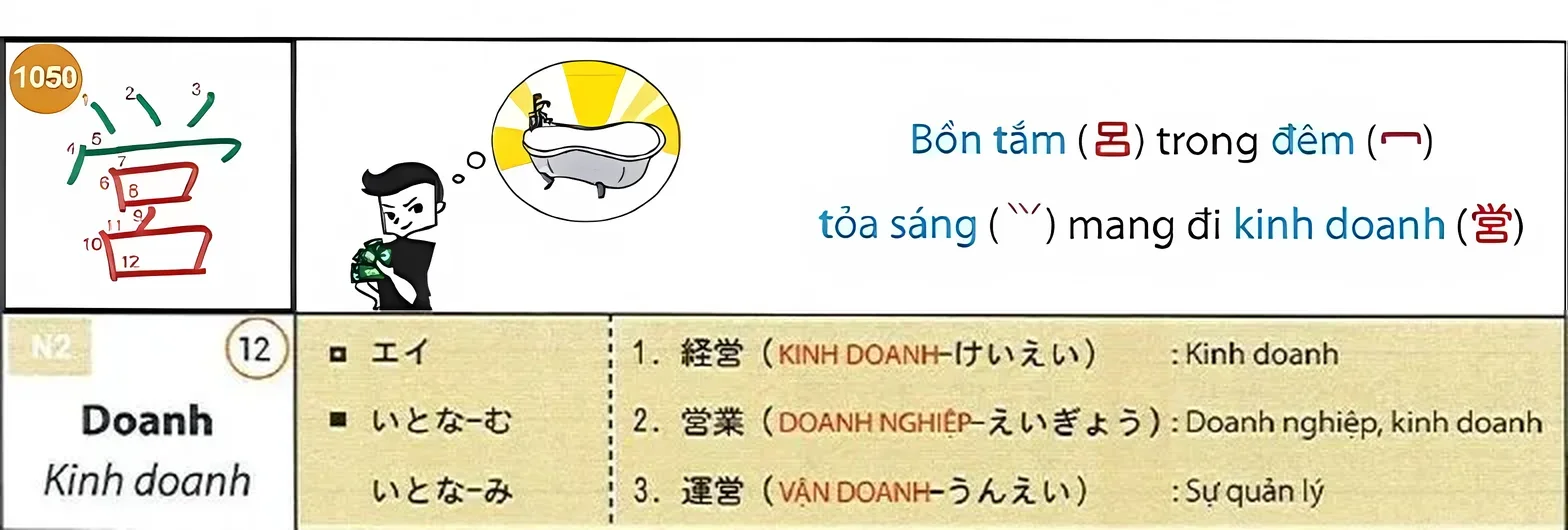 1050
1 2 3
4 5
7
6 8
9
11
10
12
Bồn tắm (呂) trong đêm (冖)
tỏa sáng (⺍) mang đi kinh doanh (営)
N2
12
Doanh
Kinh doanh
エイ
いとな-む
いとな-み
1. 経営 (KINH DOANH-けいえい) : Kinh doanh
2. 営業 (DOANH NGHIỆP-えいぎょう) : Doanh nghiệp, kinh doanh
3. 運営 (VẬN DOANH-うんえい) : Sự quản lý